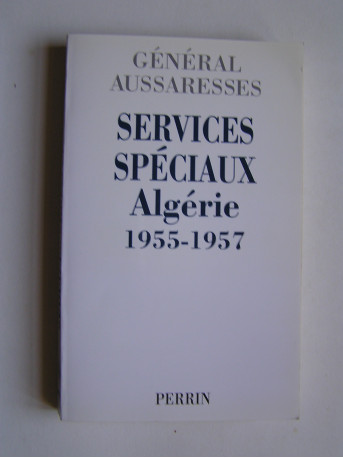 GÉNÉRAL
AUSSARESSES
SERVICES
SPÉCIAUX
Algérie
1955-1957
PERRIN